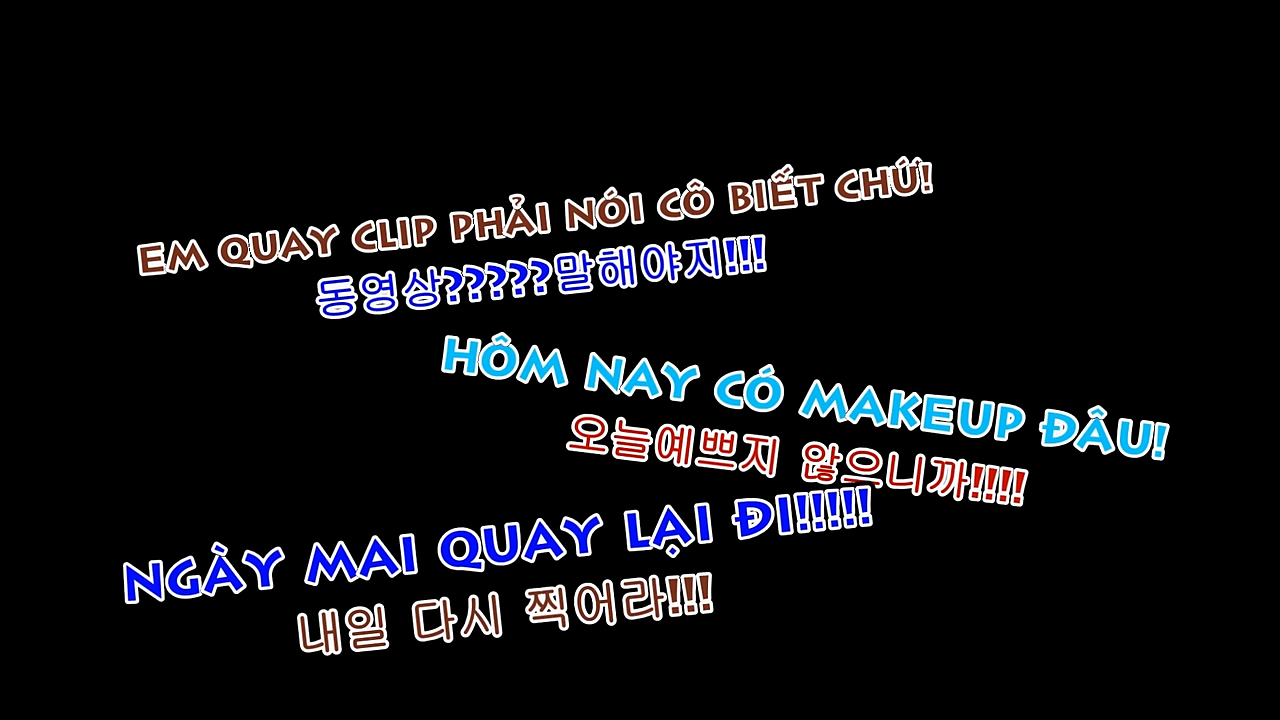 EM QUAY CLIP PHẢI NÓI CÔ BIẾT CHỨ!
동영상?????말해야지!!!
HÔM NAY CÓ MAKEUP ĐÂU!
오늘예쁘지 않으니까!!!!
NGÀY MAI QUAY LẠI ĐI!!!!!
내일 다시 찍어라!!!